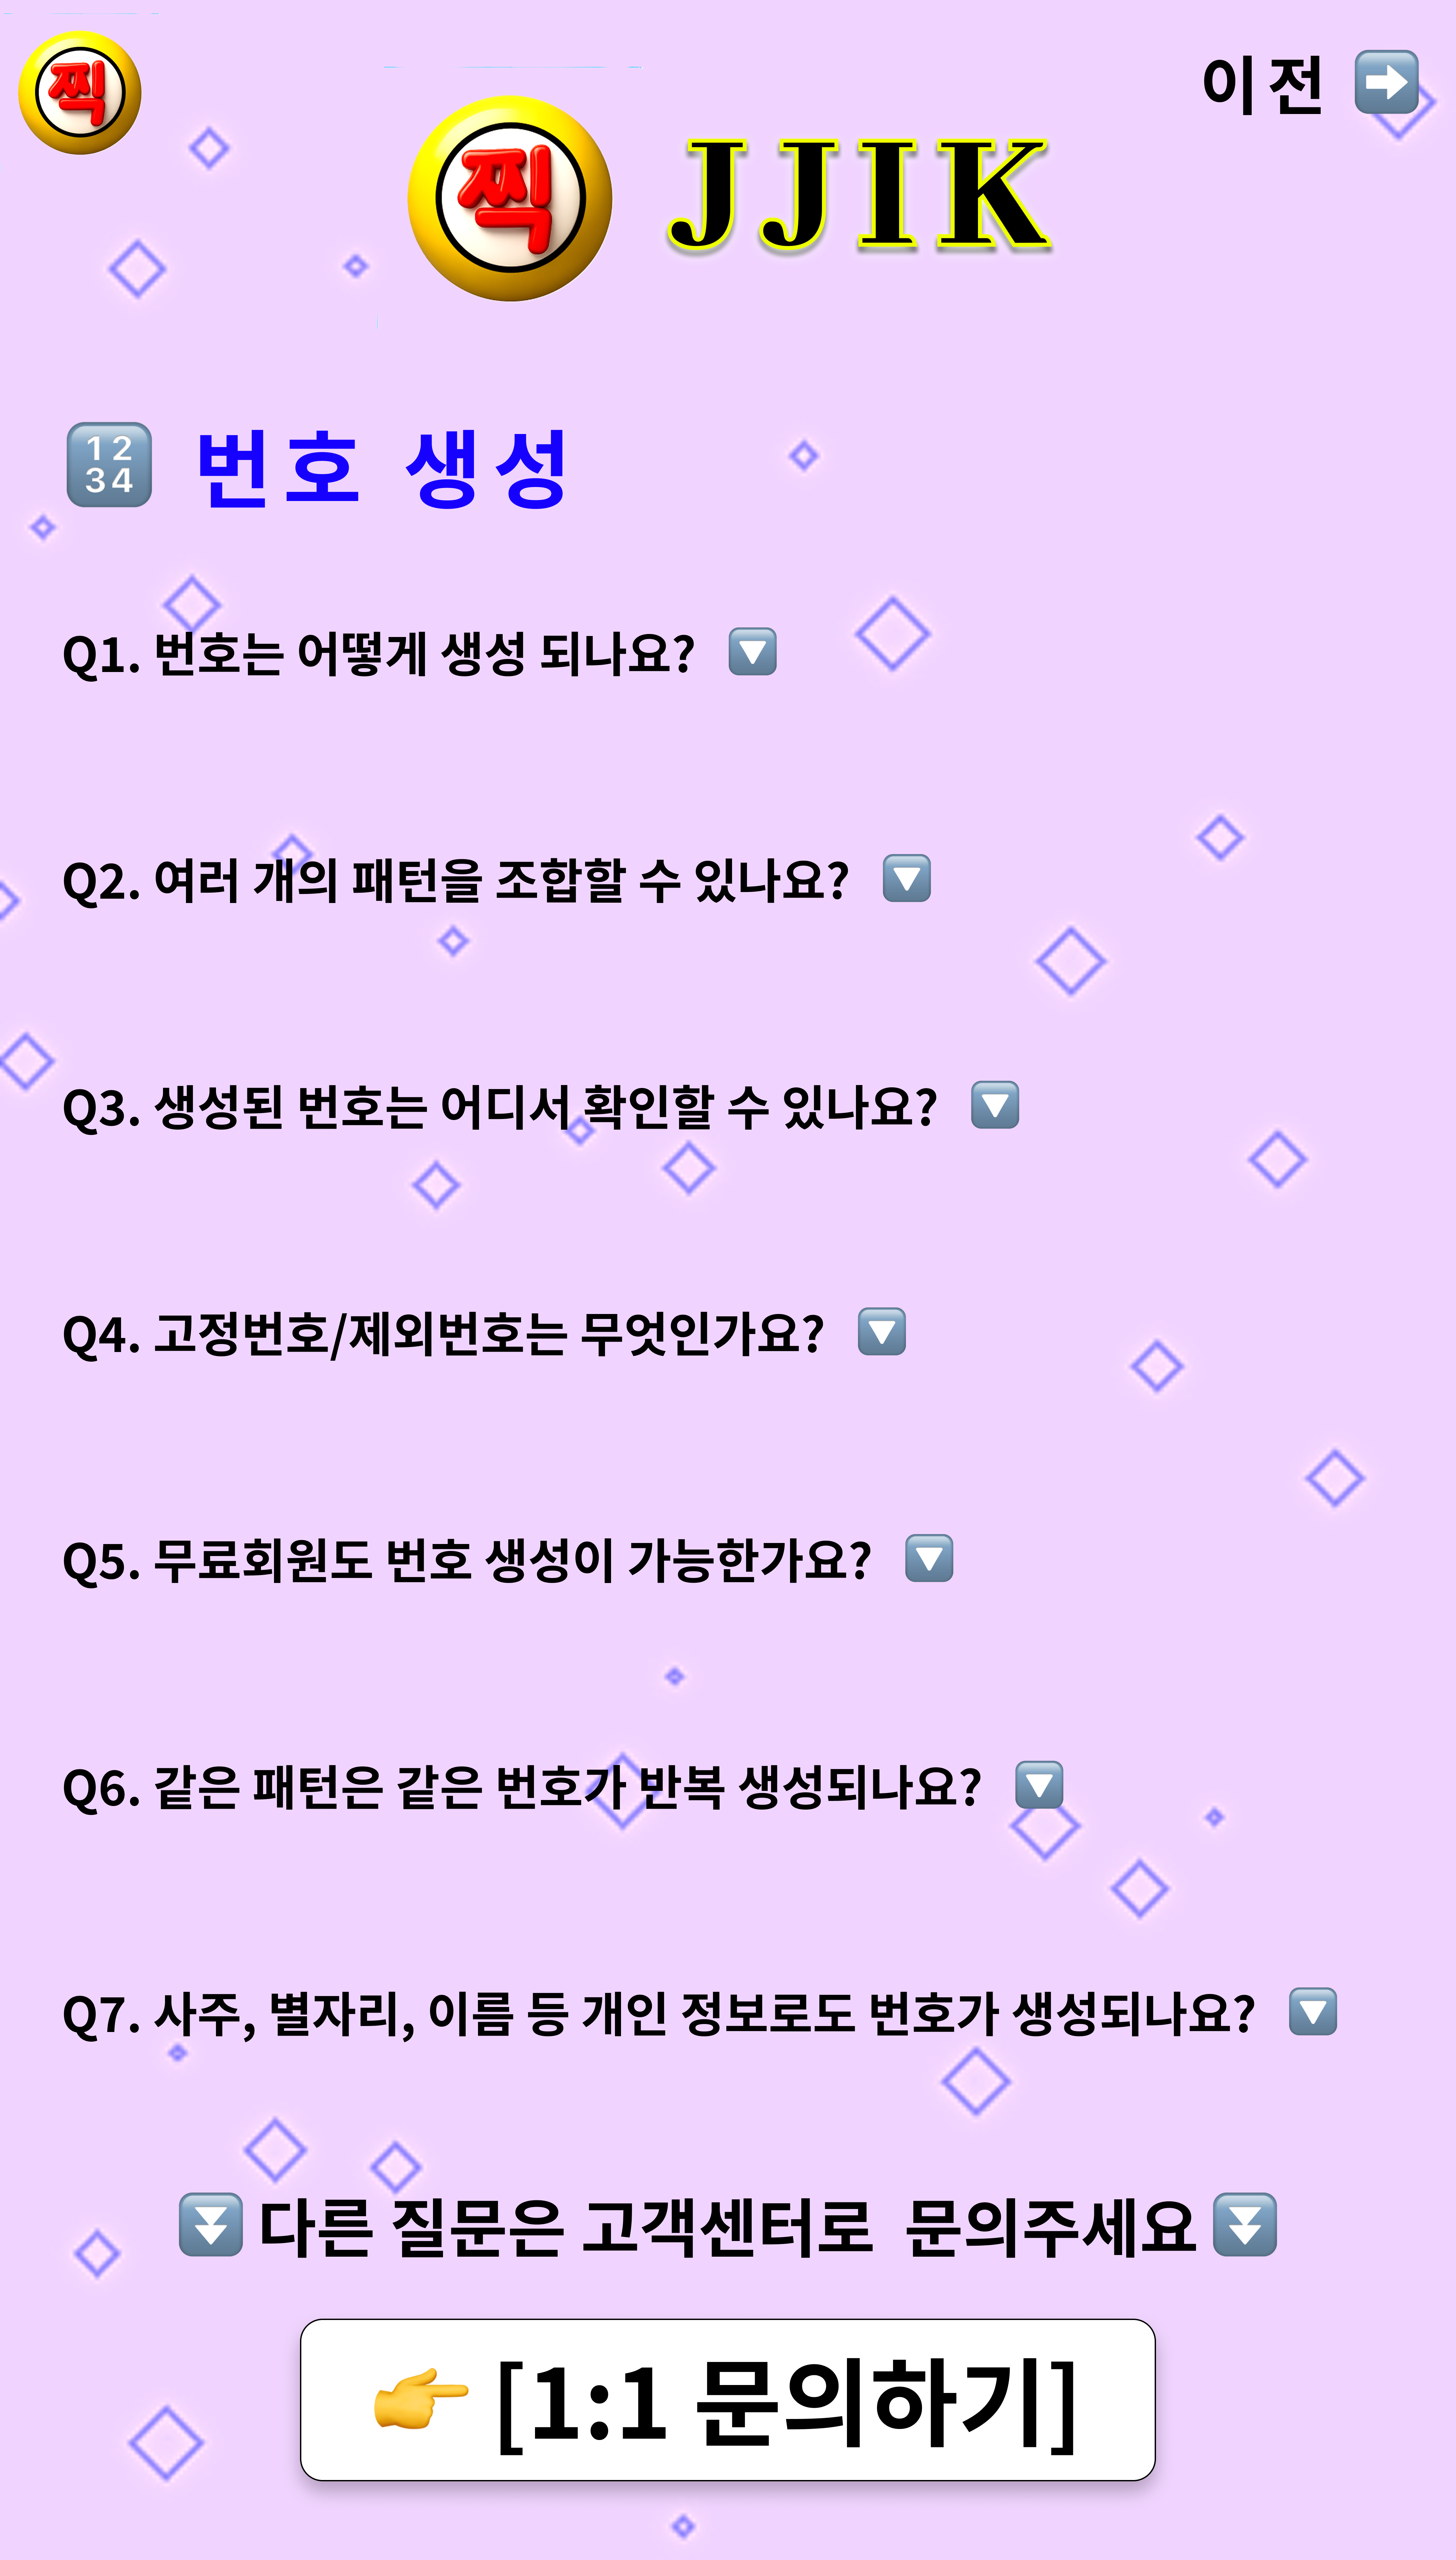 찍
이전 ➡️
찍 JJIK
🔢 번호 생성
Q1. 번호는 어떻게 생성 되나요? 🔽
Q2. 여러 개의 패턴을 조합할 수 있나요? 🔽
Q3. 생성된 번호는 어디서 확인할 수 있나요? 🔽
Q4. 고정번호/제외번호는 무엇인가요? 🔽
Q5. 무료회원도 번호 생성이 가능한가요? 🔽
Q6. 같은 패턴은 같은 번호가 반복 생성되나요? 🔽
Q7. 사주, 별자리, 이름 등 개인 정보로도 번호가 생성되나요? 🔽
⏬ 다른 질문은 고객센터로 문의주세요 ⏬
👉 [1:1 문의하기]